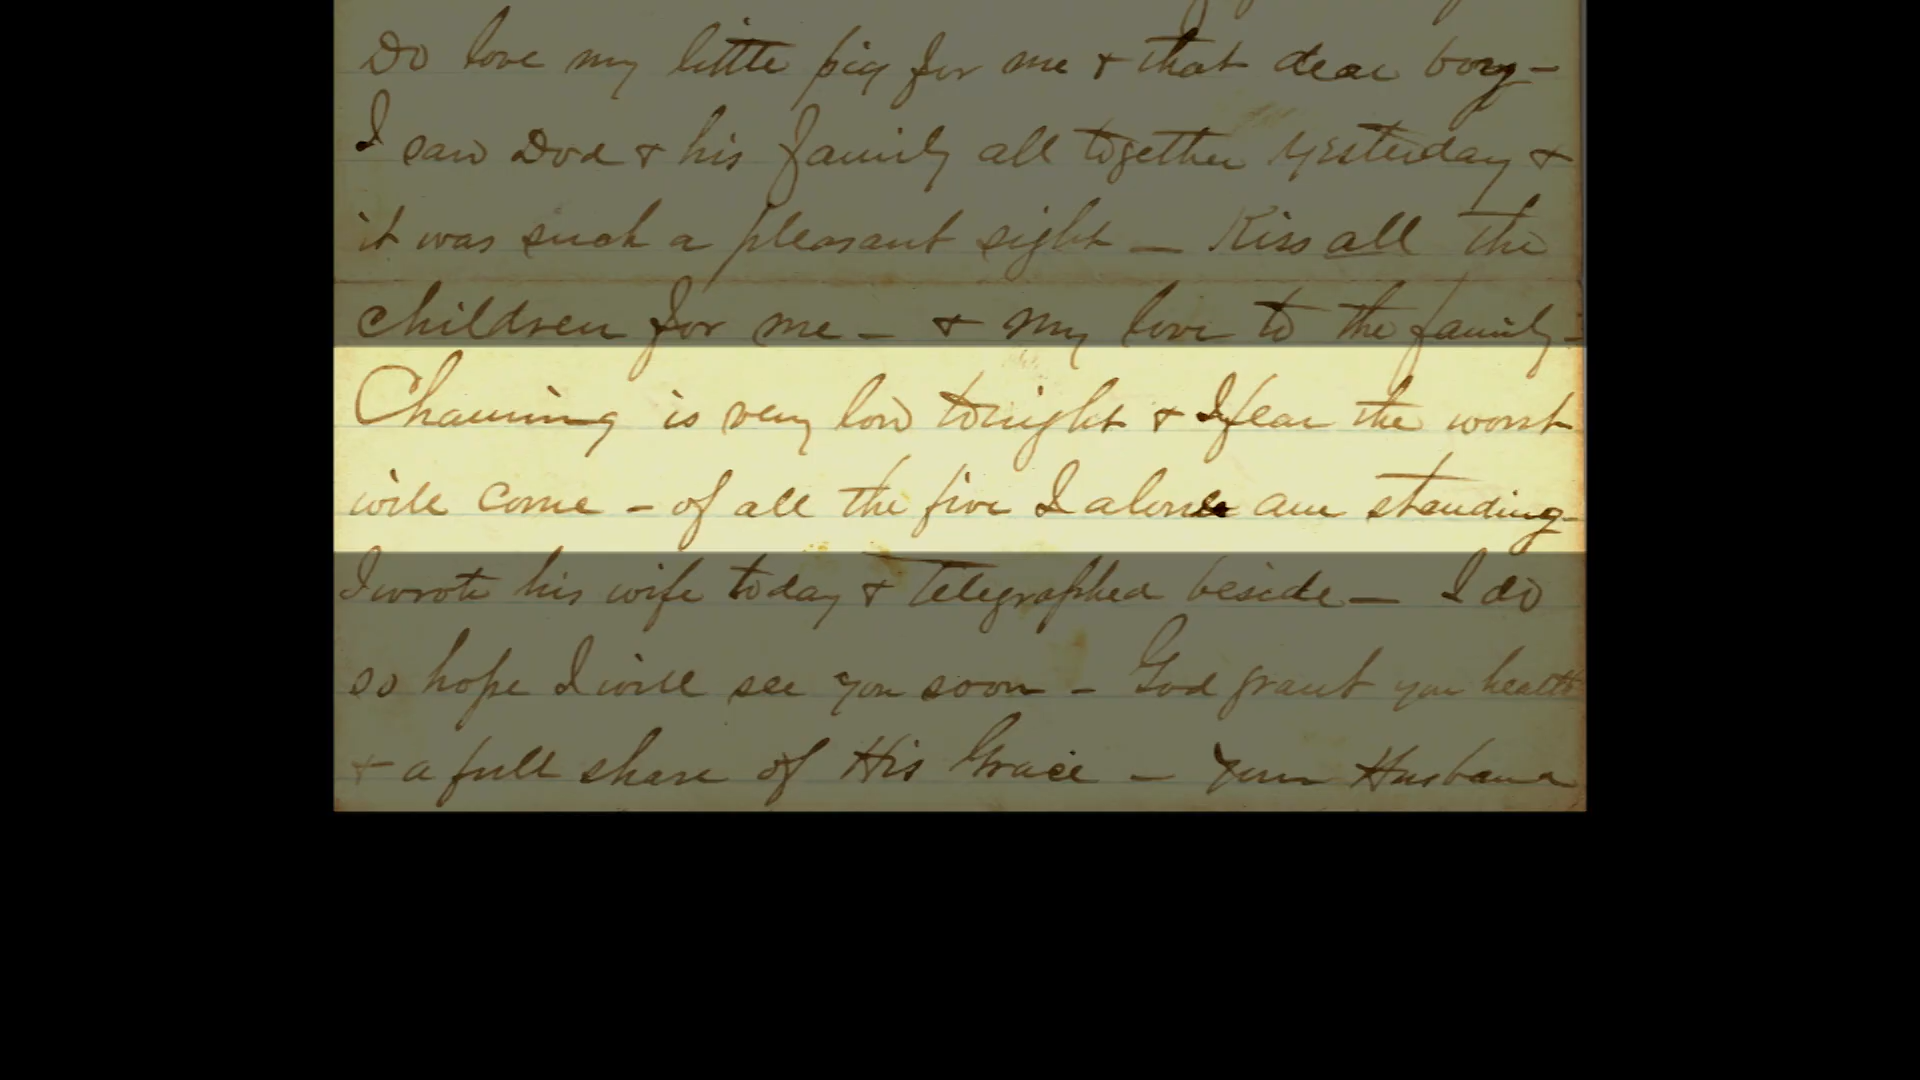 Do love my little pig for me & that dear boy -
I saw Dod & his family all together yesterday &
it was such a pleasant sight — Kiss all the
children for me - & my love to the family -
Channing is very low tonight & I fear the worst
will come - of all the five I alone am standing -
I wrote his wife today & Telegraphed beside — I do
so hope I will see you soon - God grant you health
& a full share of His Grace - Your Husband